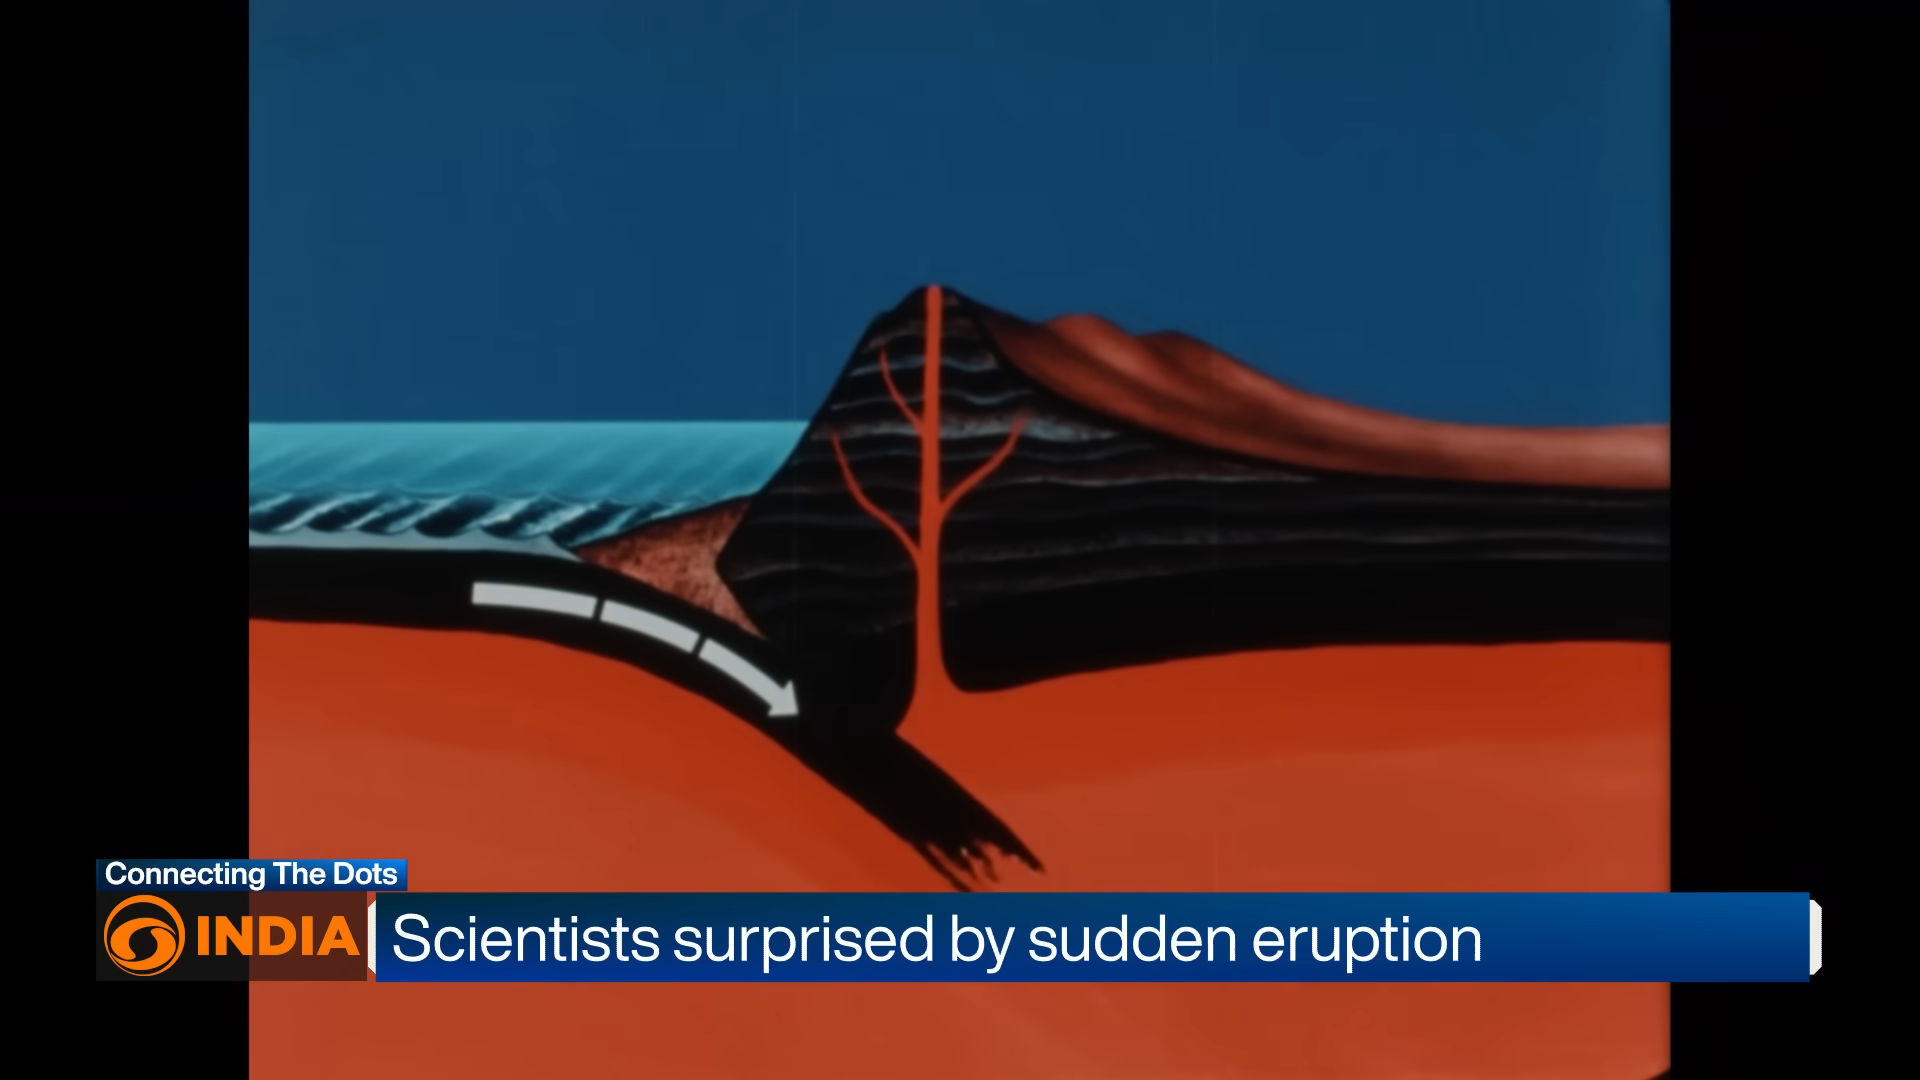 Connecting The Dots
INDIA
Scientists surprised by sudden eruption